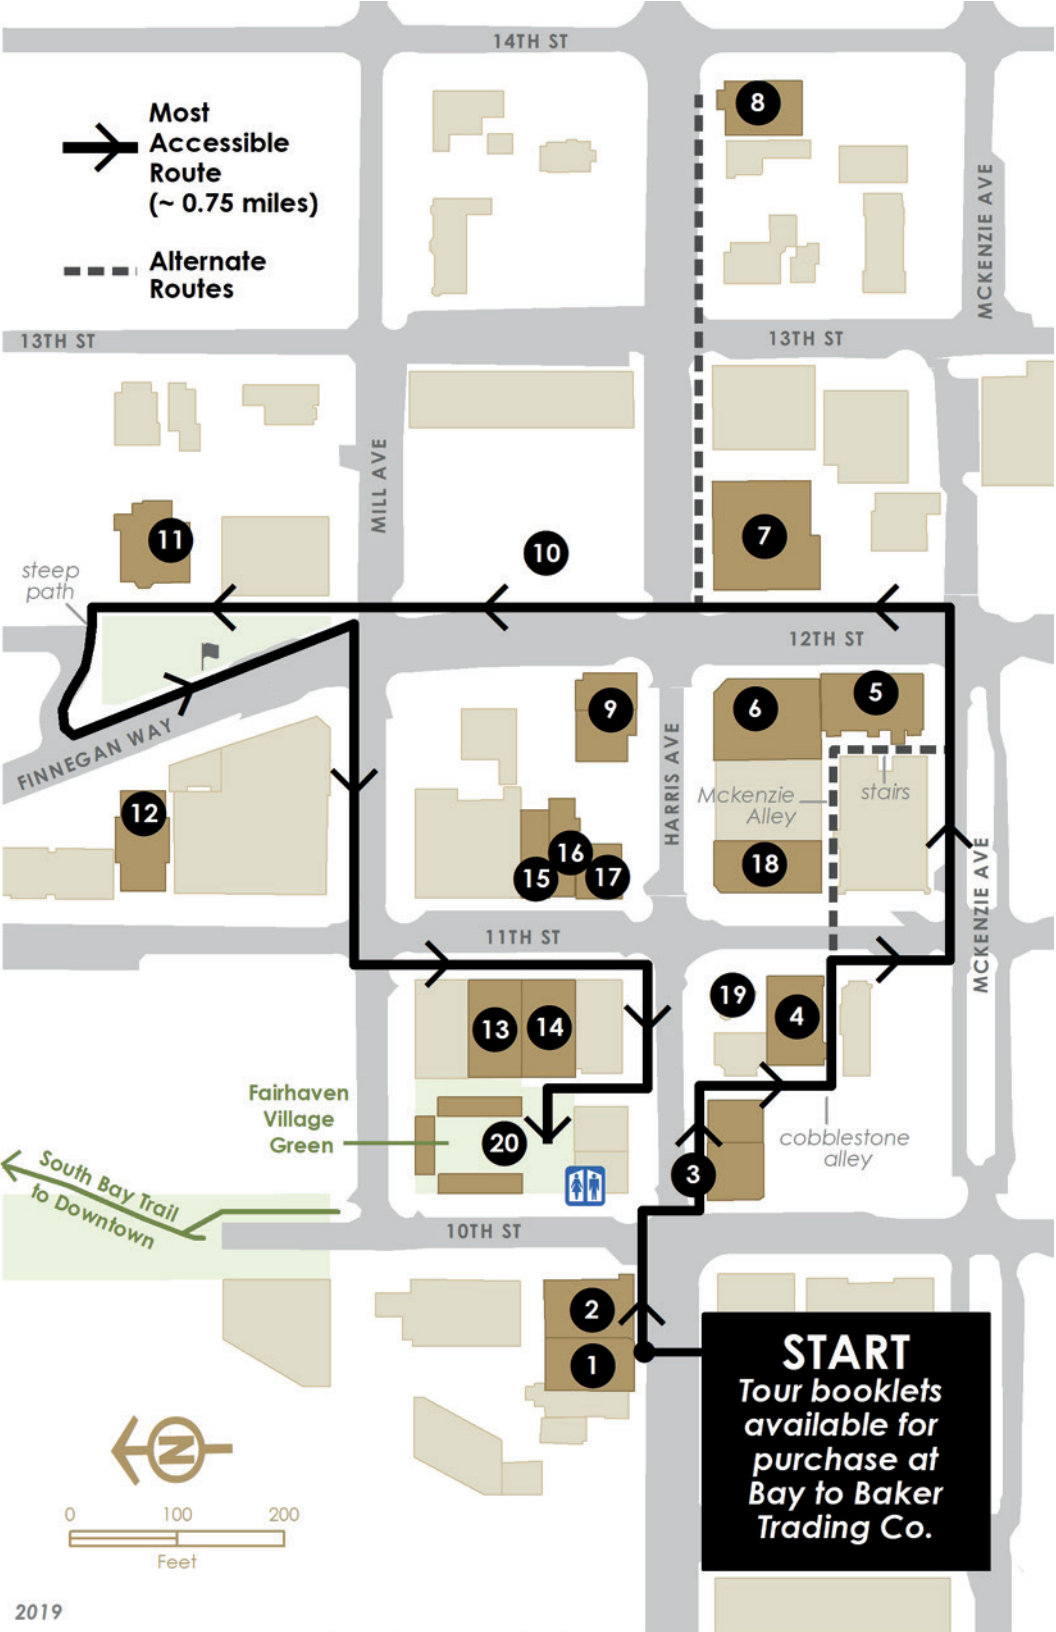 14TH ST
8
Most
Accessible
Route
(~ 0.75 miles)
Alternate
Routes
MCKENZIE AVE
13TH ST
13TH ST
MILL AVE
11
10
7
steep
path
12TH ST
9
6
5
FINNEGAN WAY
HARRIS AVE
Mckenzie
Alley
stairs
12
16
15
17
18
MCKENZIE AVE
11TH ST
19
13
14
4
Fairhaven
Village
Green
20
cobblestone
alley
3
South Bay Trail
to Downtown
10TH ST
2
1
START
Tour booklets
available for
purchase at
Bay to Baker
Trading Co.
N
0 100 200
Feet
2019